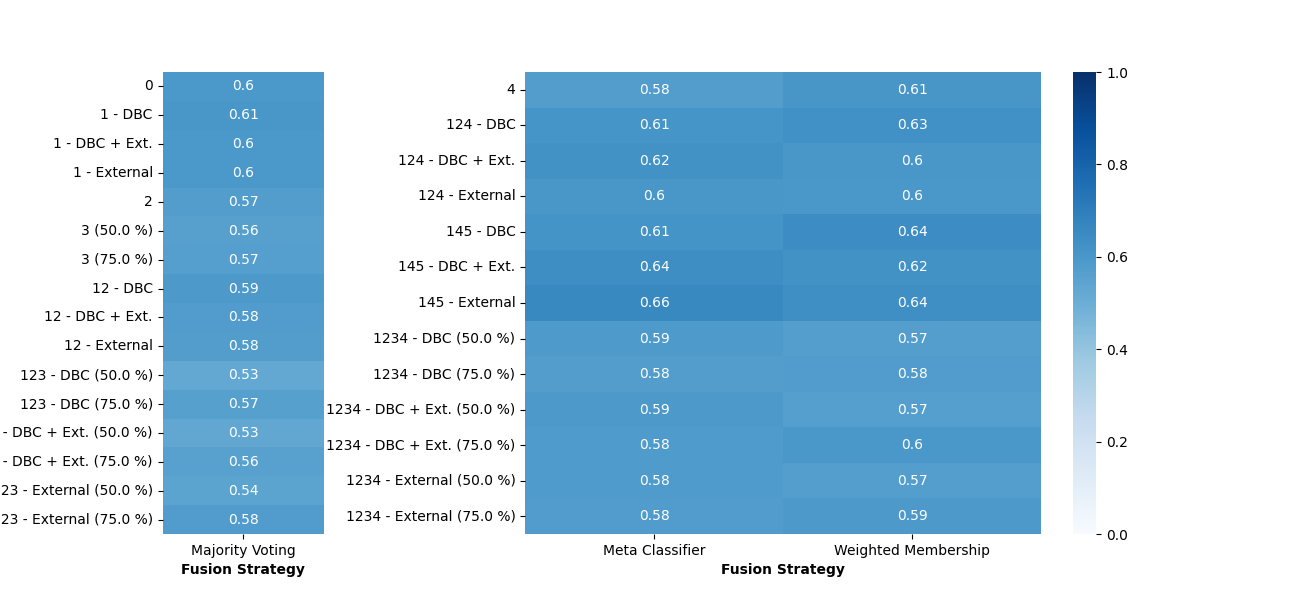 0 0.6
1 - DBC 0.61
1 - DBC + Ext. 0.6
1 - External 0.6
2 0.57
3 (50.0 %) 0.56
3 (75.0 %) 0.57
12 - DBC 0.59
12 - DBC + Ext. 0.58
12 - External 0.58
123 - DBC (50.0 %) 0.53
123 - DBC (75.0 %) 0.57
- DBC + Ext. (50.0 %) 0.53
- DBC + Ext. (75.0 %) 0.56
23 - External (50.0 %) 0.54
23 - External (75.0 %) 0.58
Majority Voting
Fusion Strategy
4 0.58 0.61
124 - DBC 0.61 0.63
124 - DBC + Ext. 0.62 0.6
124 - External 0.6 0.6
145 - DBC 0.61 0.64
145 - DBC + Ext. 0.64 0.62
145 - External 0.66 0.64
1234 - DBC (50.0 %) 0.59 0.57
1234 - DBC (75.0 %) 0.58 0.58
1234 - DBC + Ext. (50.0 %) 0.59 0.57
1234 - DBC + Ext. (75.0 %) 0.58 0.6
1234 - External (50.0 %) 0.58 0.57
1234 - External (75.0 %) 0.58 0.59
Meta Classifier Weighted Membership
Fusion Strategy
1.0
0.8
0.6
0.4
0.2
0.0